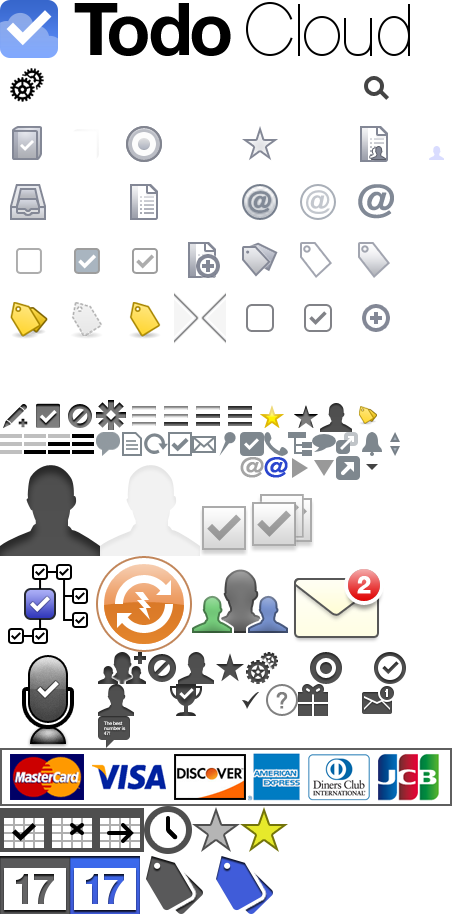 Todo Cloud
@ @ @
@ @
2
1
?
The best
number is
47!
MasterCard VISA DISCOVER AMERICAN EXPRESS Diners Club INTERNATIONAL JCB
17 17